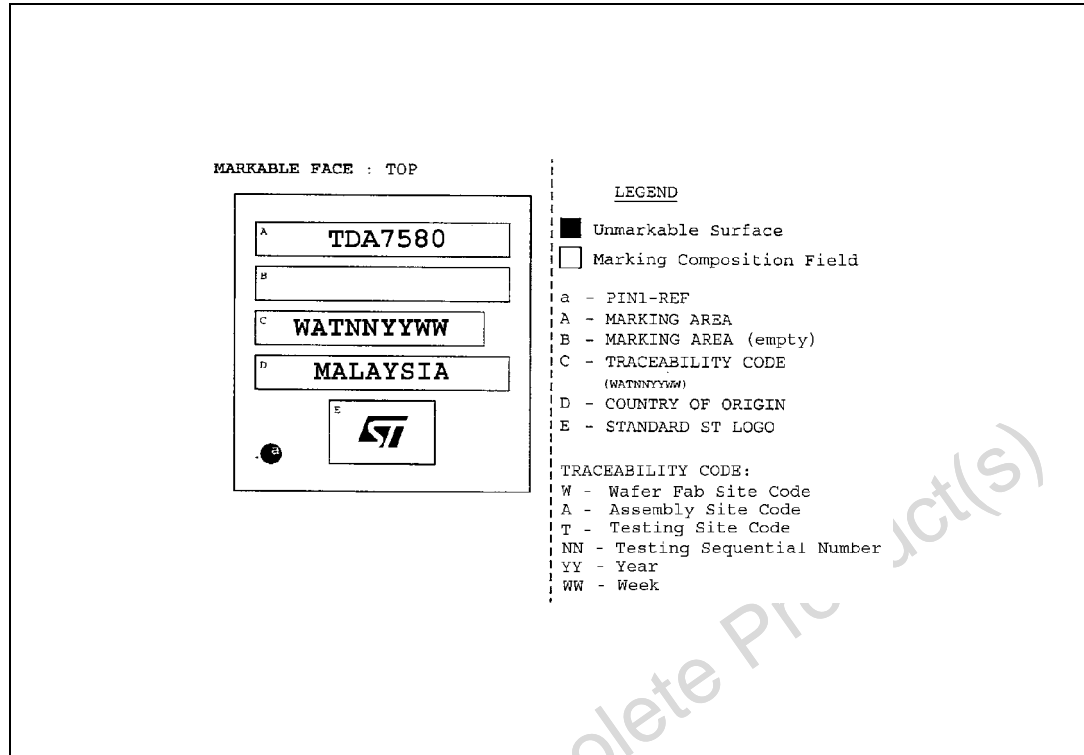 MARKABLE FACE : TOP
A TDA7580
B
C WATNNYYWW
D MALAYSIA
E ST
a
LEGEND
Unmarkable Surface
Marking Composition Field
a - PIN1-REF
A - MARKING AREA
B - MARKING AREA (empty)
C - TRACEABILITY CODE
(WATNNYYWW)
D - COUNTRY OF ORIGIN
E - STANDARD ST LOGO
TRACEABILITY CODE:
W - Wafer Fab Site Code
A - Assembly Site Code
T - Testing Site Code
NN - Testing Sequential Number
YY - Year
WW - Week